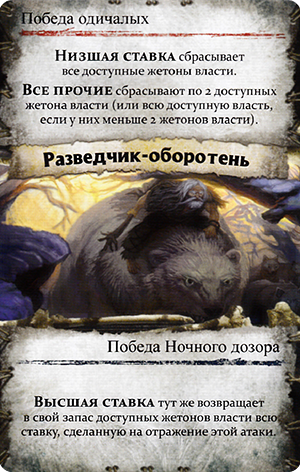 Победа одичалых
Низшая ставка сбрасывает
все доступные жетоны власти.
Все прочие сбрасывают по 2 доступных
жетона власти (или всю доступную власть,
если у них меньше 2 жетонов власти).
Разведчик-оборотень
Победа Ночного дозора
Высшая ставка тут же возвращает
в свой запас доступных жетонов власти всю
ставку, сделанную на отражение этой атаки.